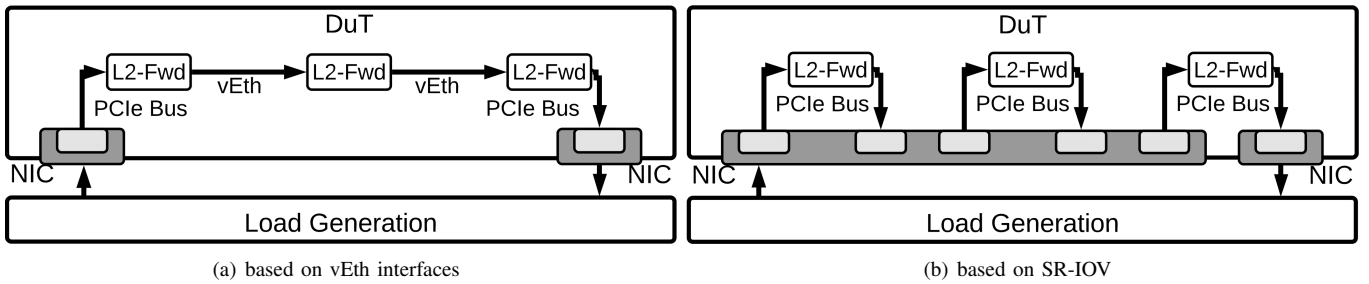 DuT
L2-Fwd vEth L2-Fwd vEth L2-Fwd
PCIe Bus PCIe Bus
NIC NIC
Load Generation
(a) based on vEth interfaces
DuT
L2-Fwd L2-Fwd L2-Fwd
PCIe Bus PCIe Bus PCIe Bus
NIC NIC
Load Generation
(b) based on SR-IOV